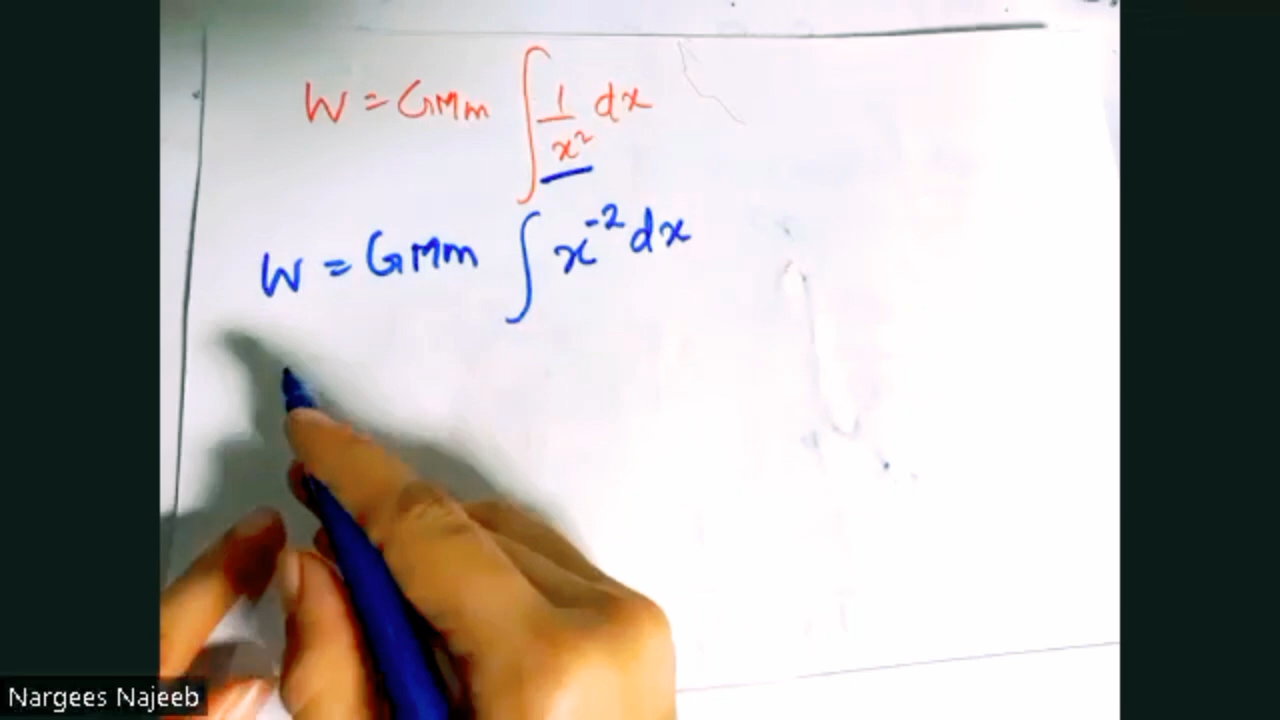 W = GMm ∫ 1/x² dx
W = GMm ∫ x⁻² dx
Nargees Najeeb